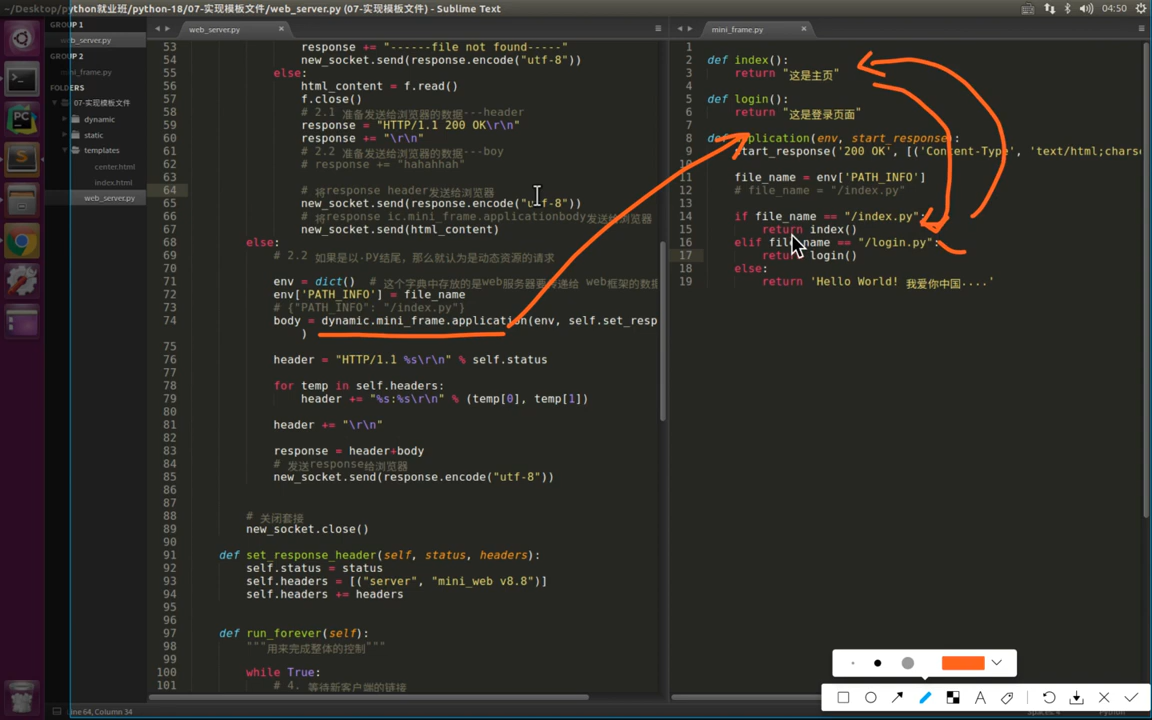 ~/Desktop/python就业班/python-18/07-实现模板文件/web_server.py (07-实现模板文件) - Sublime Text
04:50
GROUP 1
web_server.py
GROUP 2
mini_frame.py
FOLDERS
07-实现模板文件
dynamic
static
templates
center.html
index.html
web_server.py
web_server.py
53 response += "------file not found-----"
54 new_socket.send(response.encode("utf-8"))
55 else:
56 html_content = f.read()
57 f.close()
58 # 2.1 准备发送给浏览器的数据---header
59 response = "HTTP/1.1 200 OK\r\n"
60 response += "\r\n"
61 # 2.2 准备发送给浏览器的数据---boy
62 # response += "hahahhah"
63
64 # 将response header发送给浏览器
65 new_socket.send(response.encode("utf-8"))
66 # 将response ic.mini_frame.applicationbody发送给浏览器
67 new_socket.send(html_content)
68 else:
69 # 2.2 如果是以.py结尾，那么就认为是动态资源的请求
70
71 env = dict() # 这个字典中存放的是web服务器要传递给 web框架的数据
72 env['PATH_INFO'] = file_name
73 # {"PATH_INFO": "/index.py"}
74 body = dynamic.mini_frame.application(env, self.set_resp
)
75
76 header = "HTTP/1.1 %s\r\n" % self.status
77
78 for temp in self.headers:
79 header += "%s:%s\r\n" % (temp[0], temp[1])
80
81 header += "\r\n"
82
83 response = header+body
84 # 发送response给浏览器
85 new_socket.send(response.encode("utf-8"))
86
87
88 # 关闭套接
89 new_socket.close()
90
91 def set_response_header(self, status, headers):
92 self.status = status
93 self.headers = [("server", "mini_web v8.8")]
94 self.headers += headers
95
96
97 def run_forever(self):
98 """用来完成整体的控制"""
99
100 while True:
101 # 4. 等待新客户端的链接
mini_frame.py
1
2 def index():
3 return "这是主页"
4
5 def login():
6 return "这是登录页面"
7
8 def application(env, start_response):
9 start_response('200 OK', [('Content-Type', 'text/html;charse
10
11 file_name = env['PATH_INFO']
12 # file_name = "/index.py"
13
14 if file_name == "/index.py":
15 return index()
16 elif file_name == "/login.py":
17 return login()
18 else:
19 return 'Hello World! 我爱你中国....'
Line 64, Column 34